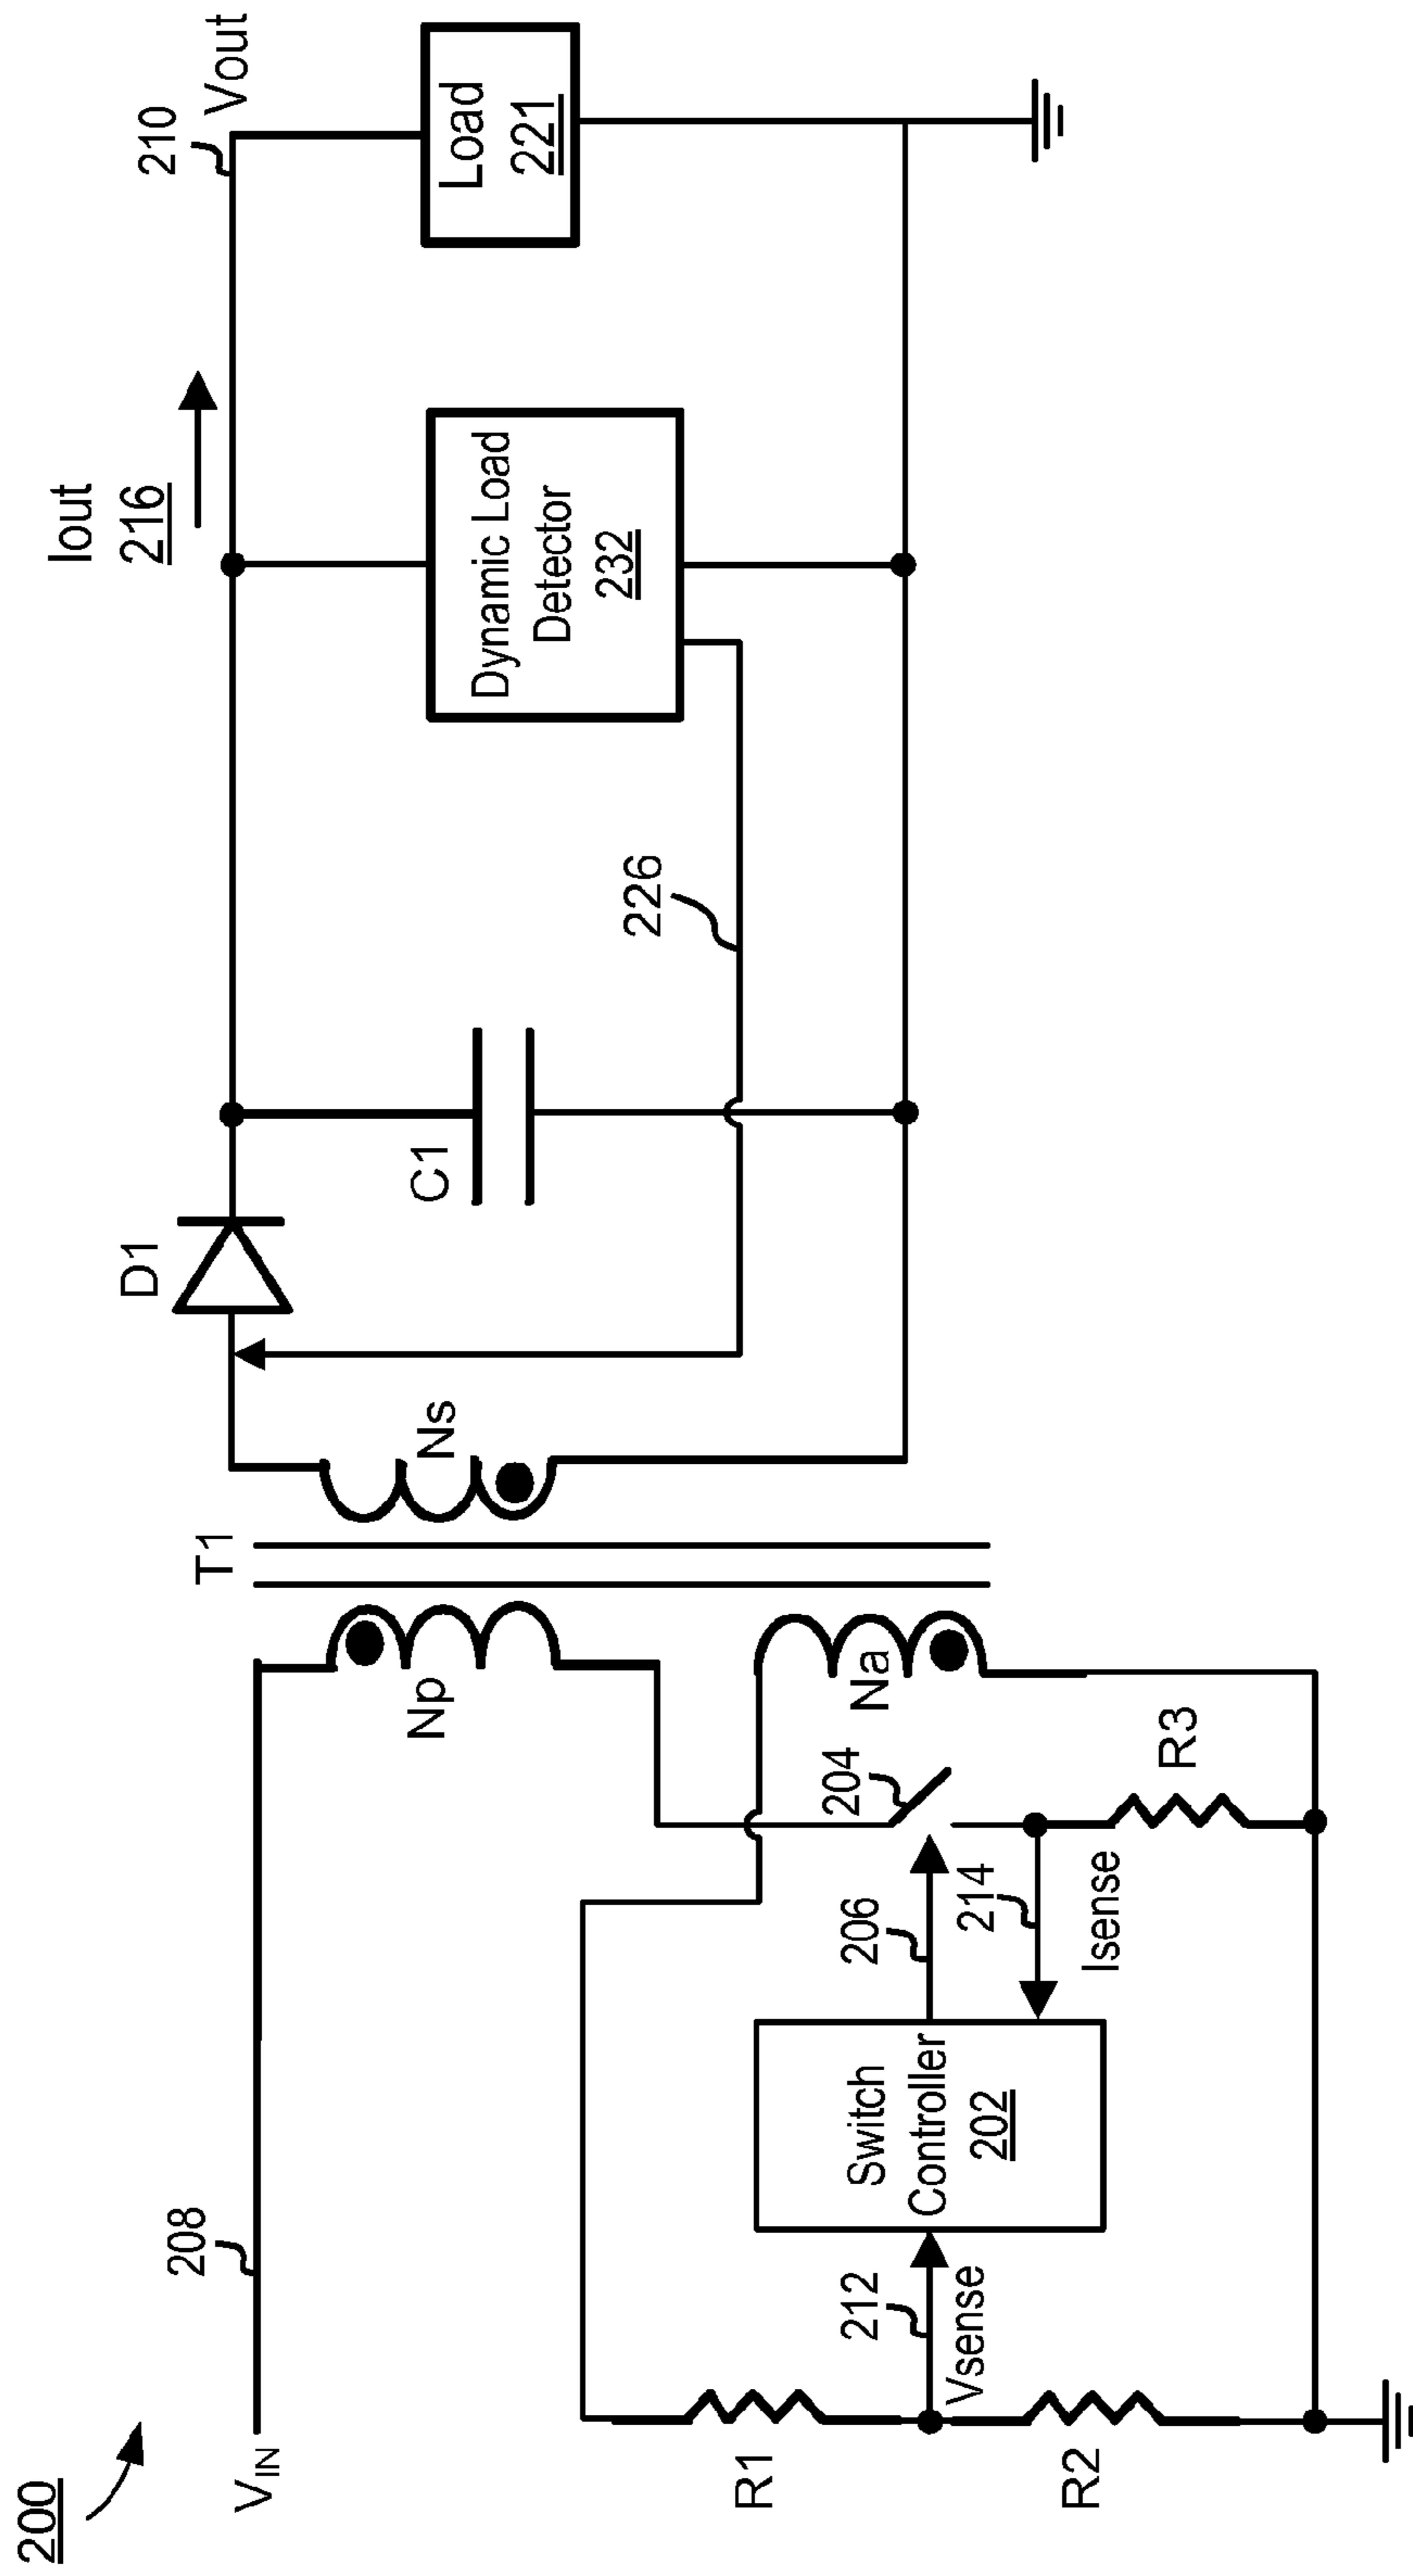 200
V_IN
208
T1
D1
Iout
216
210
Vout
Np
Ns
C1
226
Dynamic Load
Detector
232
Load
221
Na
204
R1
212
Vsense
Switch
Controller
202
206
214
Isense
R3
R2